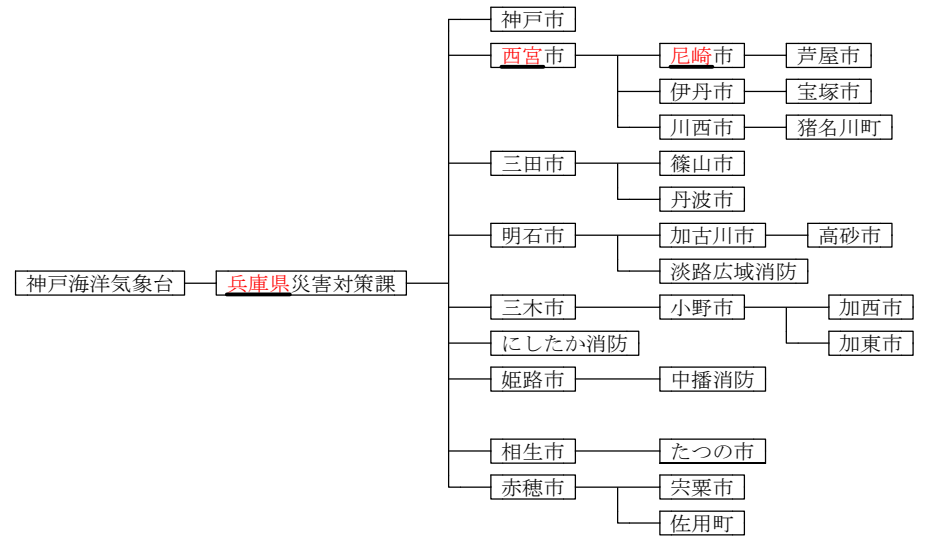 神戸市
西宮市 尼崎市 芦屋市
伊丹市 宝塚市
川西市 猪名川町
三田市 篠山市
丹波市
明石市 加古川市 高砂市
神戸海洋気象台 兵庫県災害対策課 淡路広域消防
三木市 小野市 加西市
にしたか消防 加東市
姫路市 中播消防
相生市 たつの市
赤穂市 宍粟市
佐用町